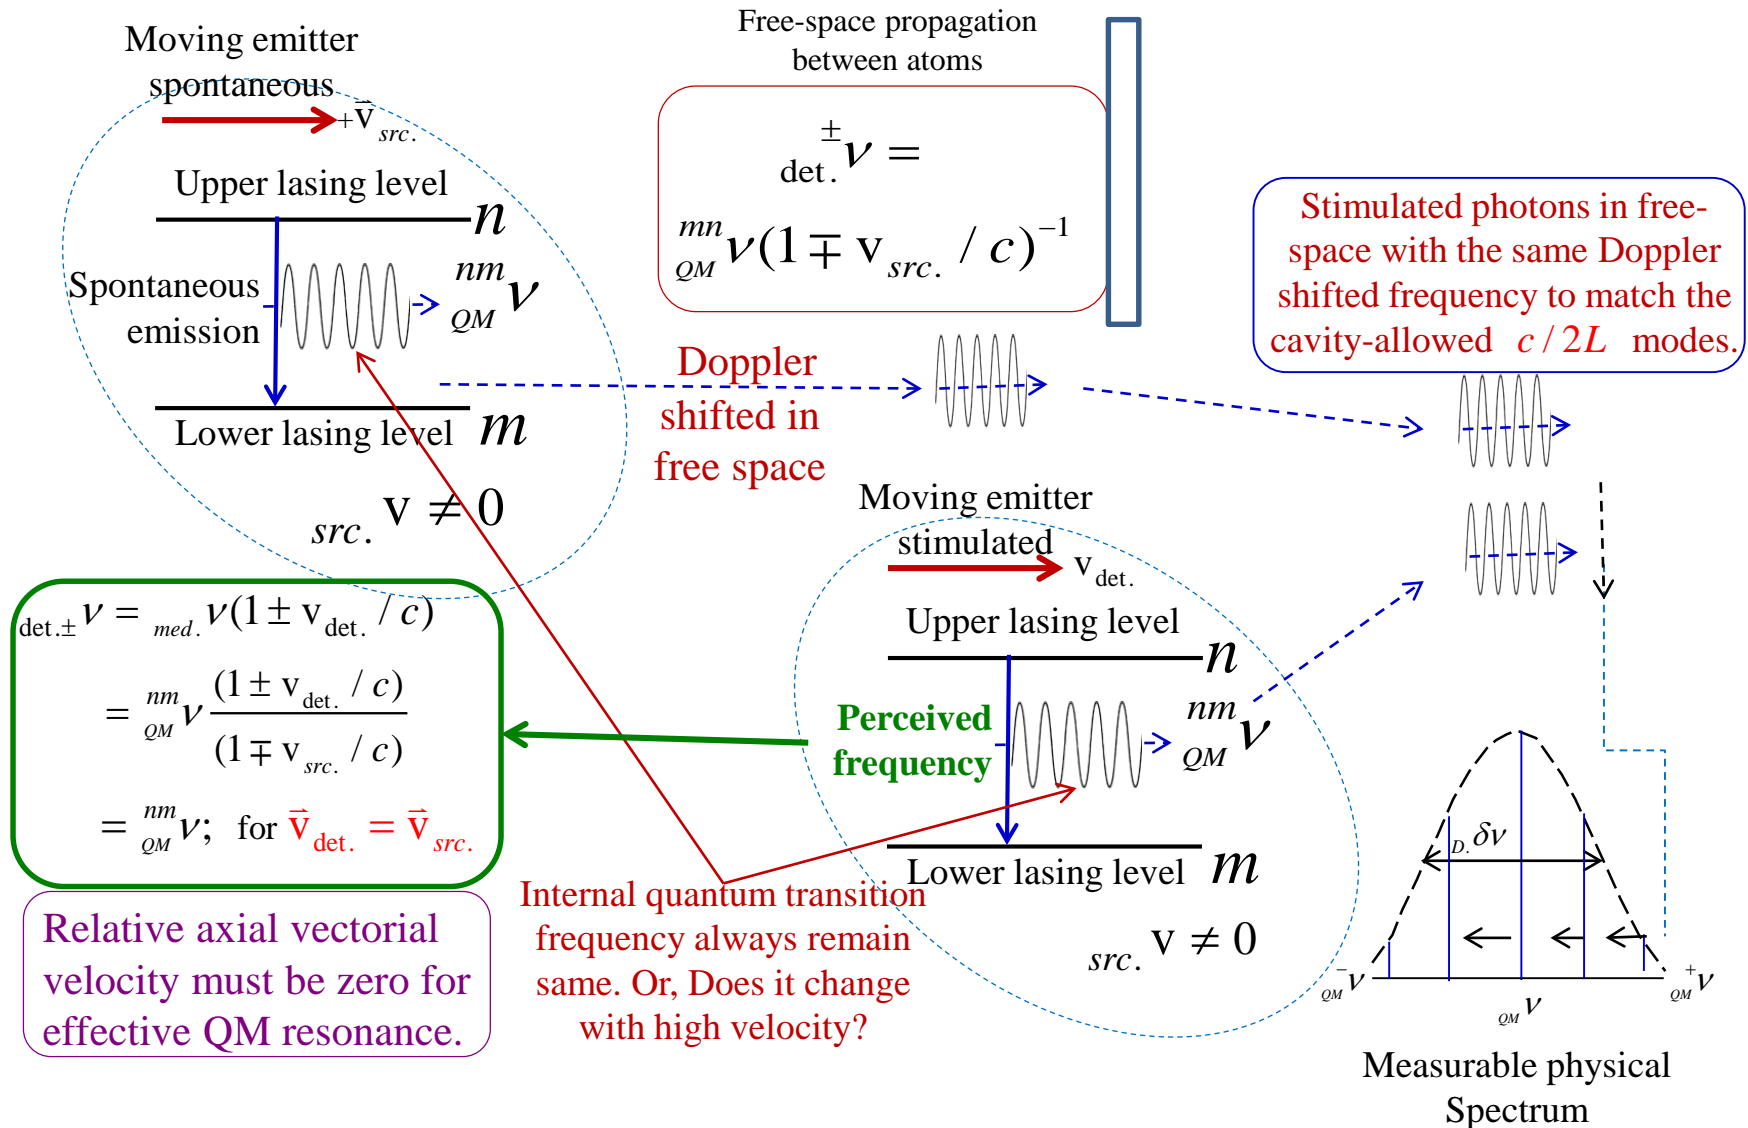 Moving emitter
spontaneous
+v⃗ src.
Upper lasing level n
Spontaneous
emission
nm QM ν
Lower lasing level m
src. v ≠ 0
Free-space propagation
between atoms
± det. ν =
mn QM ν(1 ∓ v src. / c)⁻¹
Doppler
shifted in
free space
Stimulated photons in free-
space with the same Doppler
shifted frequency to match the
cavity-allowed c / 2L modes.
Moving emitter
stimulated
v det.
Upper lasing level n
Perceived
frequency
nm QM ν
Lower lasing level m
src. v ≠ 0
det.± ν = med. ν(1 ± v det. / c)
= nm QM ν (1 ± v det. / c) / (1 ∓ v src. / c)
= nm QM ν; for v⃗ det. = v⃗ src.
Relative axial vectorial
velocity must be zero for
effective QM resonance.
Internal quantum transition
frequency always remain
same. Or, Does it change
with high velocity?
D. δν
− QM ν
QM ν
+ QM ν
Measurable physical
Spectrum